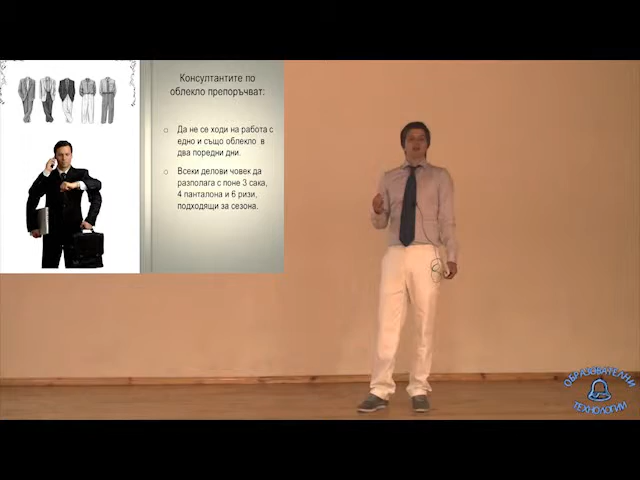 Консултантите по
облекло препоръчват:
Да не се ходи на работа с
едно и също облекло в
два поредни дни.
Всеки делови човек да
разполага с поне 3 сака,
4 панталона и 6 ризи,
подходящи за сезона.
ОБРАЗОВАТЕЛНИ
ТЕХНОЛОГИИ